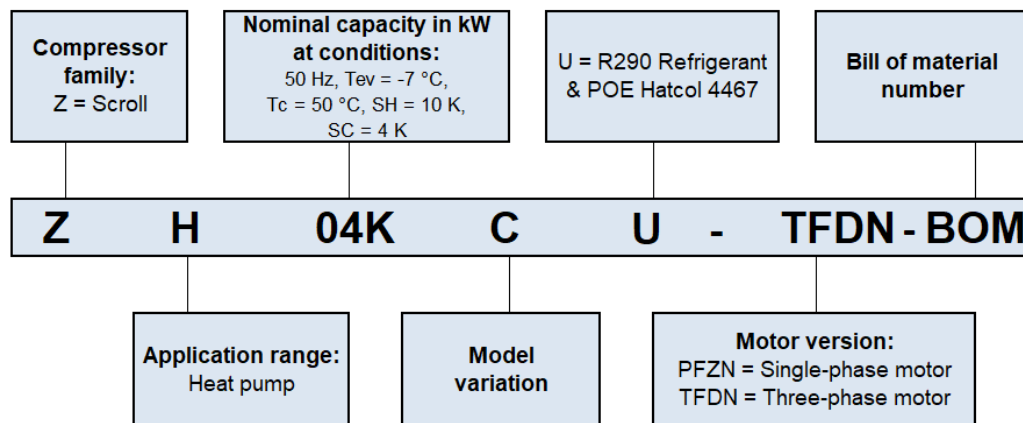 Compressor
family:
Z = Scroll
Nominal capacity in kW
at conditions:
50 Hz, Tev = -7 °C,
Tc = 50 °C, SH = 10 K,
SC = 4 K
U = R290 Refrigerant
& POE Hatcol 4467
Bill of material
number
Z H 04K C U - TFDN - BOM
Application range:
Heat pump
Model
variation
Motor version:
PFZN = Single-phase motor
TFDN = Three-phase motor